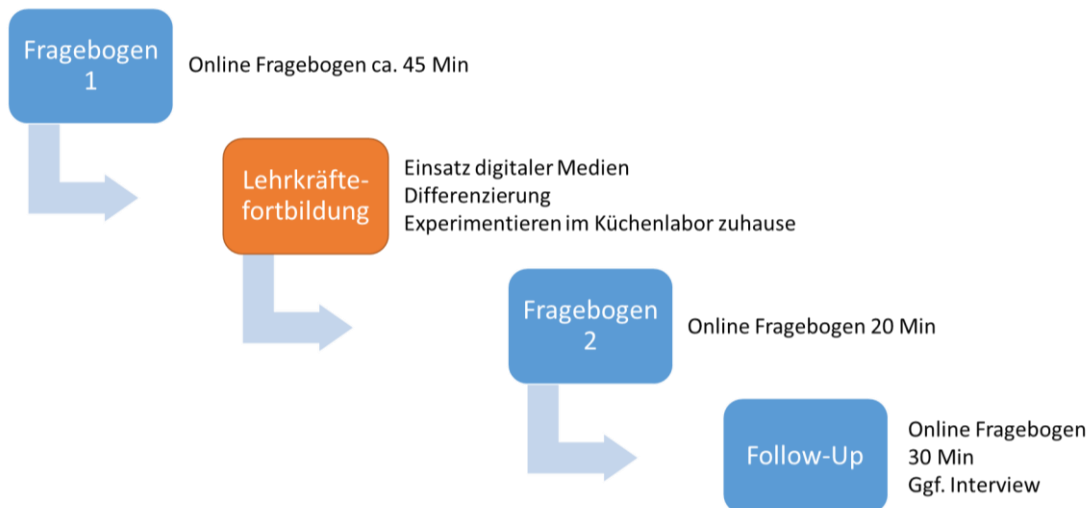 Fragebogen
1
Online Fragebogen ca. 45 Min
Lehrkräfte-
fortbildung
Einsatz digitaler Medien
Differenzierung
Experimentieren im Küchenlabor zuhause
Fragebogen
2
Online Fragebogen 20 Min
Follow-Up
Online Fragebogen
30 Min
Ggf. Interview